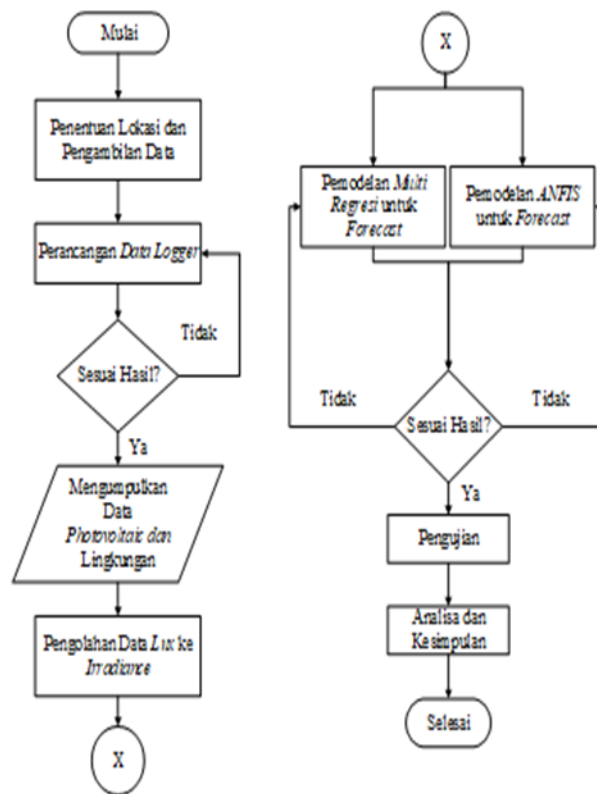 Mulai
Penentuan Lokasi dan
Pengambilan Data
Perancangan Data Logger
Tidak
Sesuai Hasil?
Ya
Mengumpulkan
Data
Photovoltaic dan
Lingkungan
Pengolahan Data Lux ke
Irradiance
X
X
Pemodelan Multi
Regresi untuk
Forecast
Pemodelan ANFIS
untuk Forecast
Tidak
Tidak
Sesuai Hasil?
Ya
Pengujian
Analisa dan
Kesimpulan
Selesai